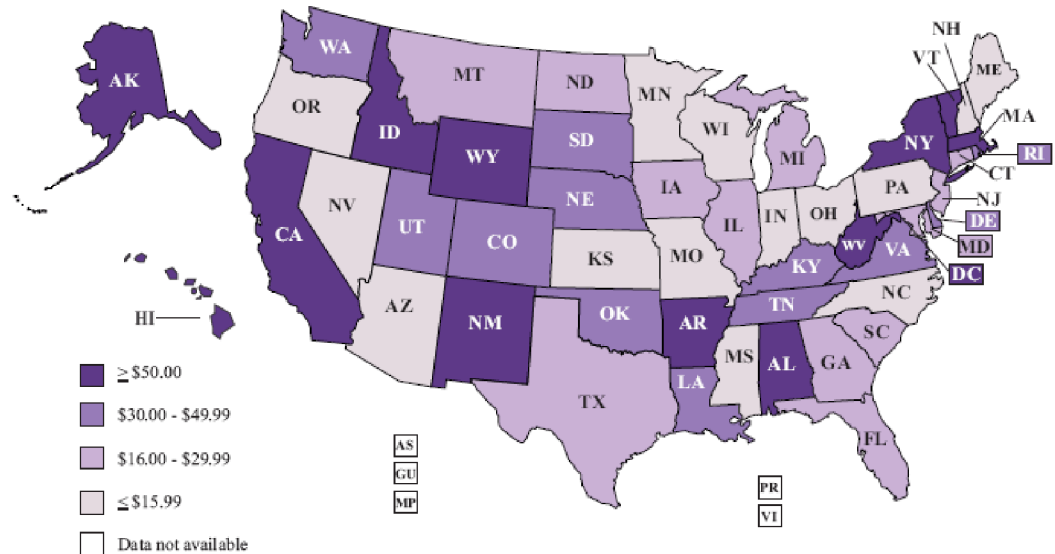 NH
VT
WA
ME
AK
MT
ND
MN
OR
MA
ID
WI
NY
SD
RI
WY
MI
CT
PA
IA
NE
NJ
NV
OH
IN
IL
DE
UT
CA
CO
WV
VA
MD
KS
MO
KY
DC
NC
TN
AZ
OK
HI
NM
AR
SC
MS
AL
GA
≥ $50.00
LA
TX
$30.00 - $49.99
FL
AS
$16.00 - $29.99
GU
PR
≤ $15.99
MP
VI
Data not available